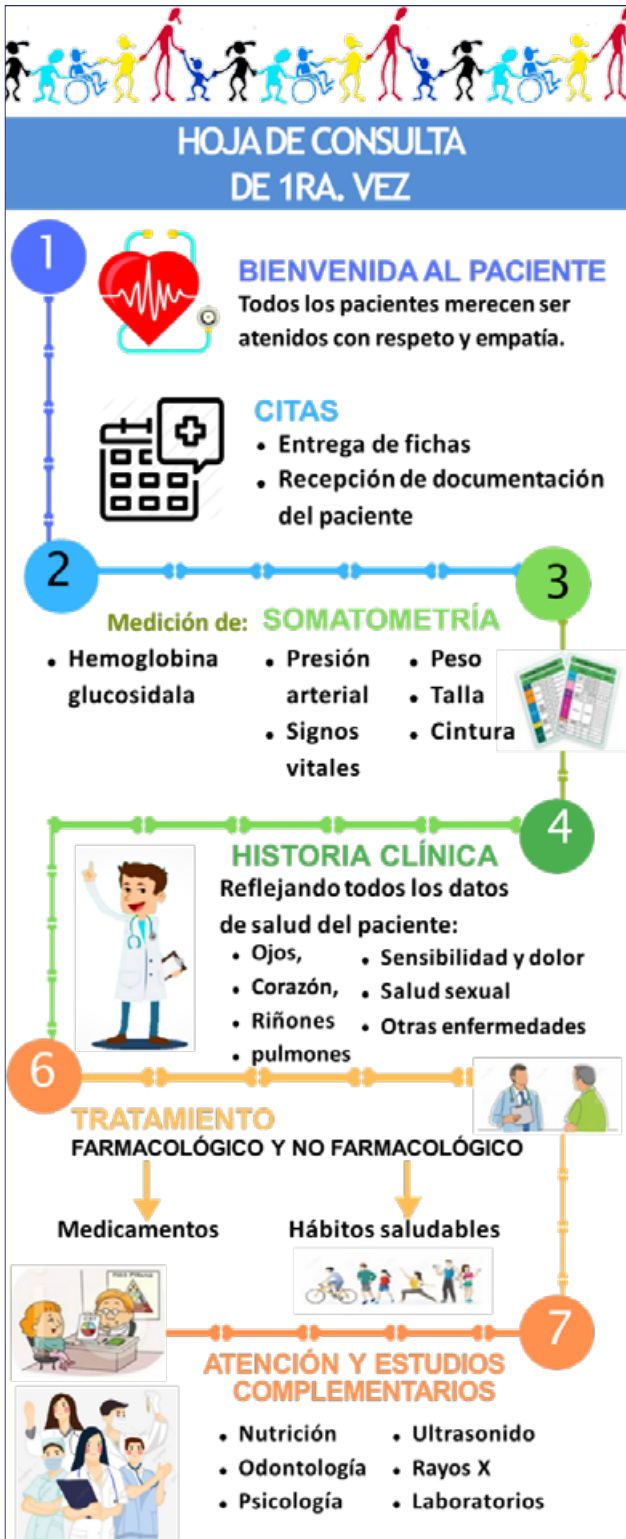 HOJA DE CONSULTA
DE 1RA. VEZ
1
BIENVENIDA AL PACIENTE
Todos los pacientes merecen ser
atenidos con respeto y empatía.
CITAS
• Entrega de fichas
• Recepción de documentación
del paciente
2
3
Medición de: SOMATOMETRÍA
• Hemoglobina
glucosidala
• Presión
arterial
• Signos
vitales
• Peso
• Talla
• Cintura
4
HISTORIA CLÍNICA
Reflejando todos los datos
de salud del paciente:
• Ojos,
• Corazón,
• Riñones
• pulmones
• Sensibilidad y dolor
• Salud sexual
• Otras enfermedades
6
TRATAMIENTO
FARMACOLÓGICO Y NO FARMACOLÓGICO
Medicamentos
Hábitos saludables
7
ATENCIÓN Y ESTUDIOS
COMPLEMENTARIOS
• Nutrición
• Odontología
• Psicología
• Ultrasonido
• Rayos X
• Laboratorios